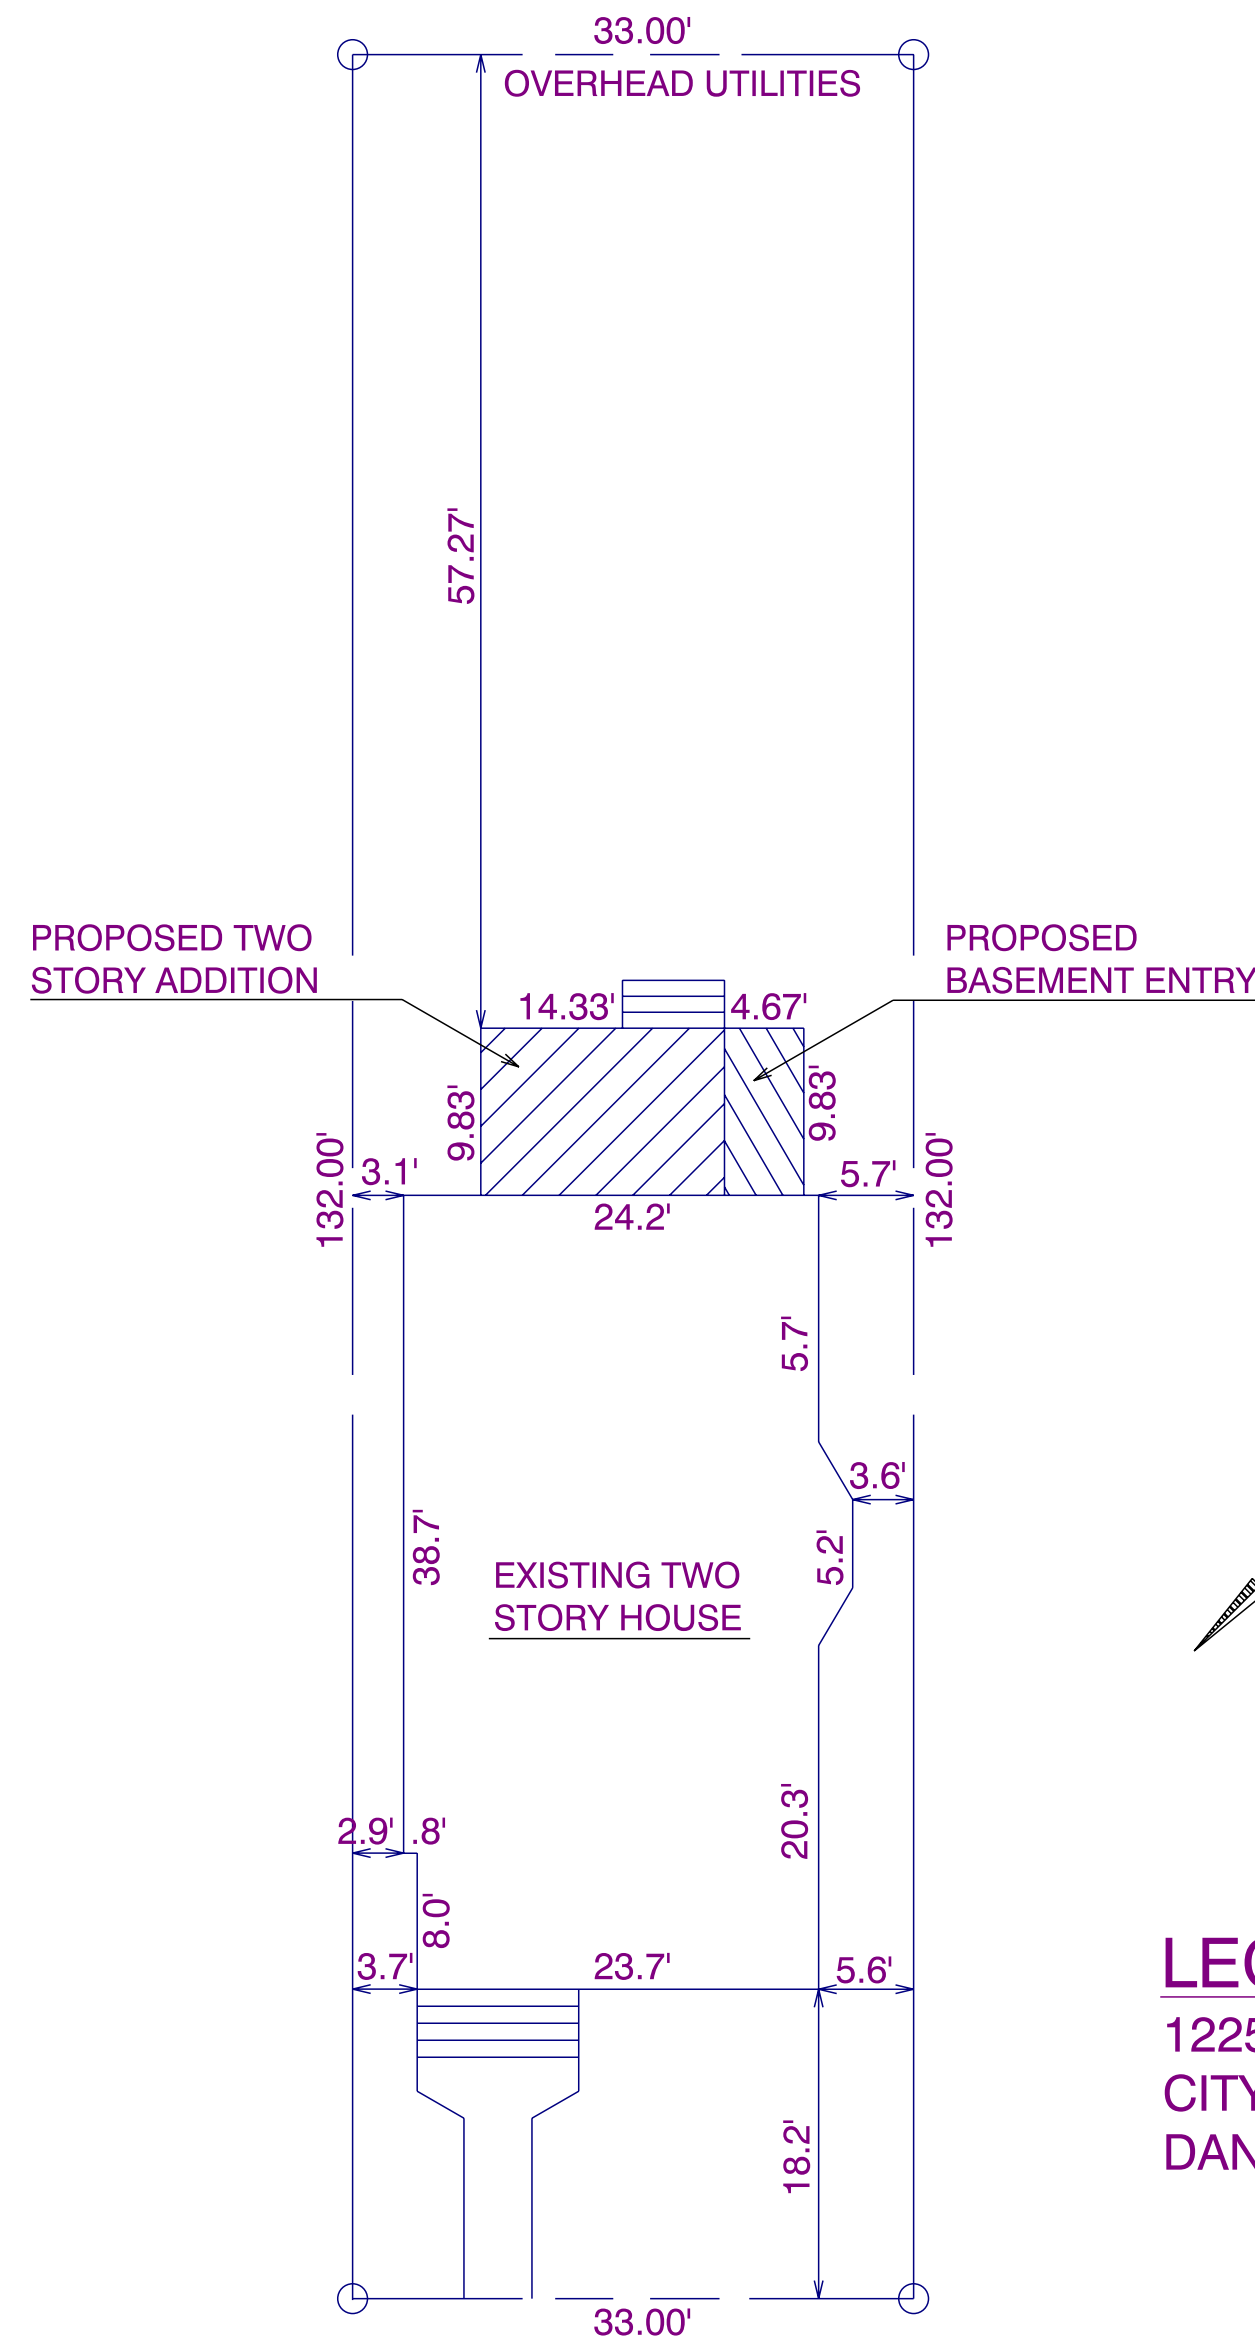 33.00'
OVERHEAD UTILITIES
57.27'
PROPOSED TWO
STORY ADDITION
PROPOSED
BASEMENT ENTRY
14.33'
4.67'
9.83'
9.83'
132.00'
3.1'
5.7'
132.00'
24.2'
5.7'
3.6'
38.7'
5.2'
EXISTING TWO
STORY HOUSE
20.3'
2.9'
.8'
8.0'
3.7'
23.7'
5.6'
18.2'
33.00'
1225
CITY
DAN